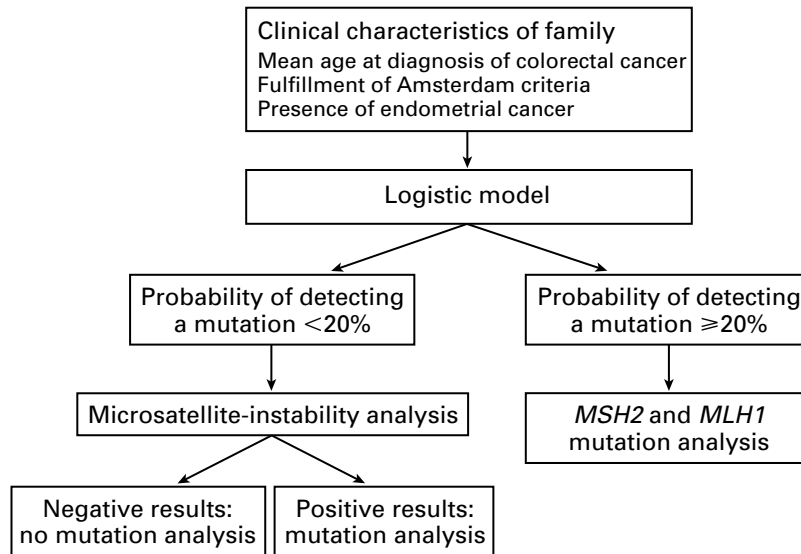 Clinical characteristics of family
Mean age at diagnosis of colorectal cancer
Fulfillment of Amsterdam criteria
Presence of endometrial cancer
Logistic model
Probability of detecting
a mutation <20%
Probability of detecting
a mutation ⩾20%
Microsatellite-instability analysis
MSH2 and MLH1
mutation analysis
Negative results:
no mutation analysis
Positive results:
mutation analysis